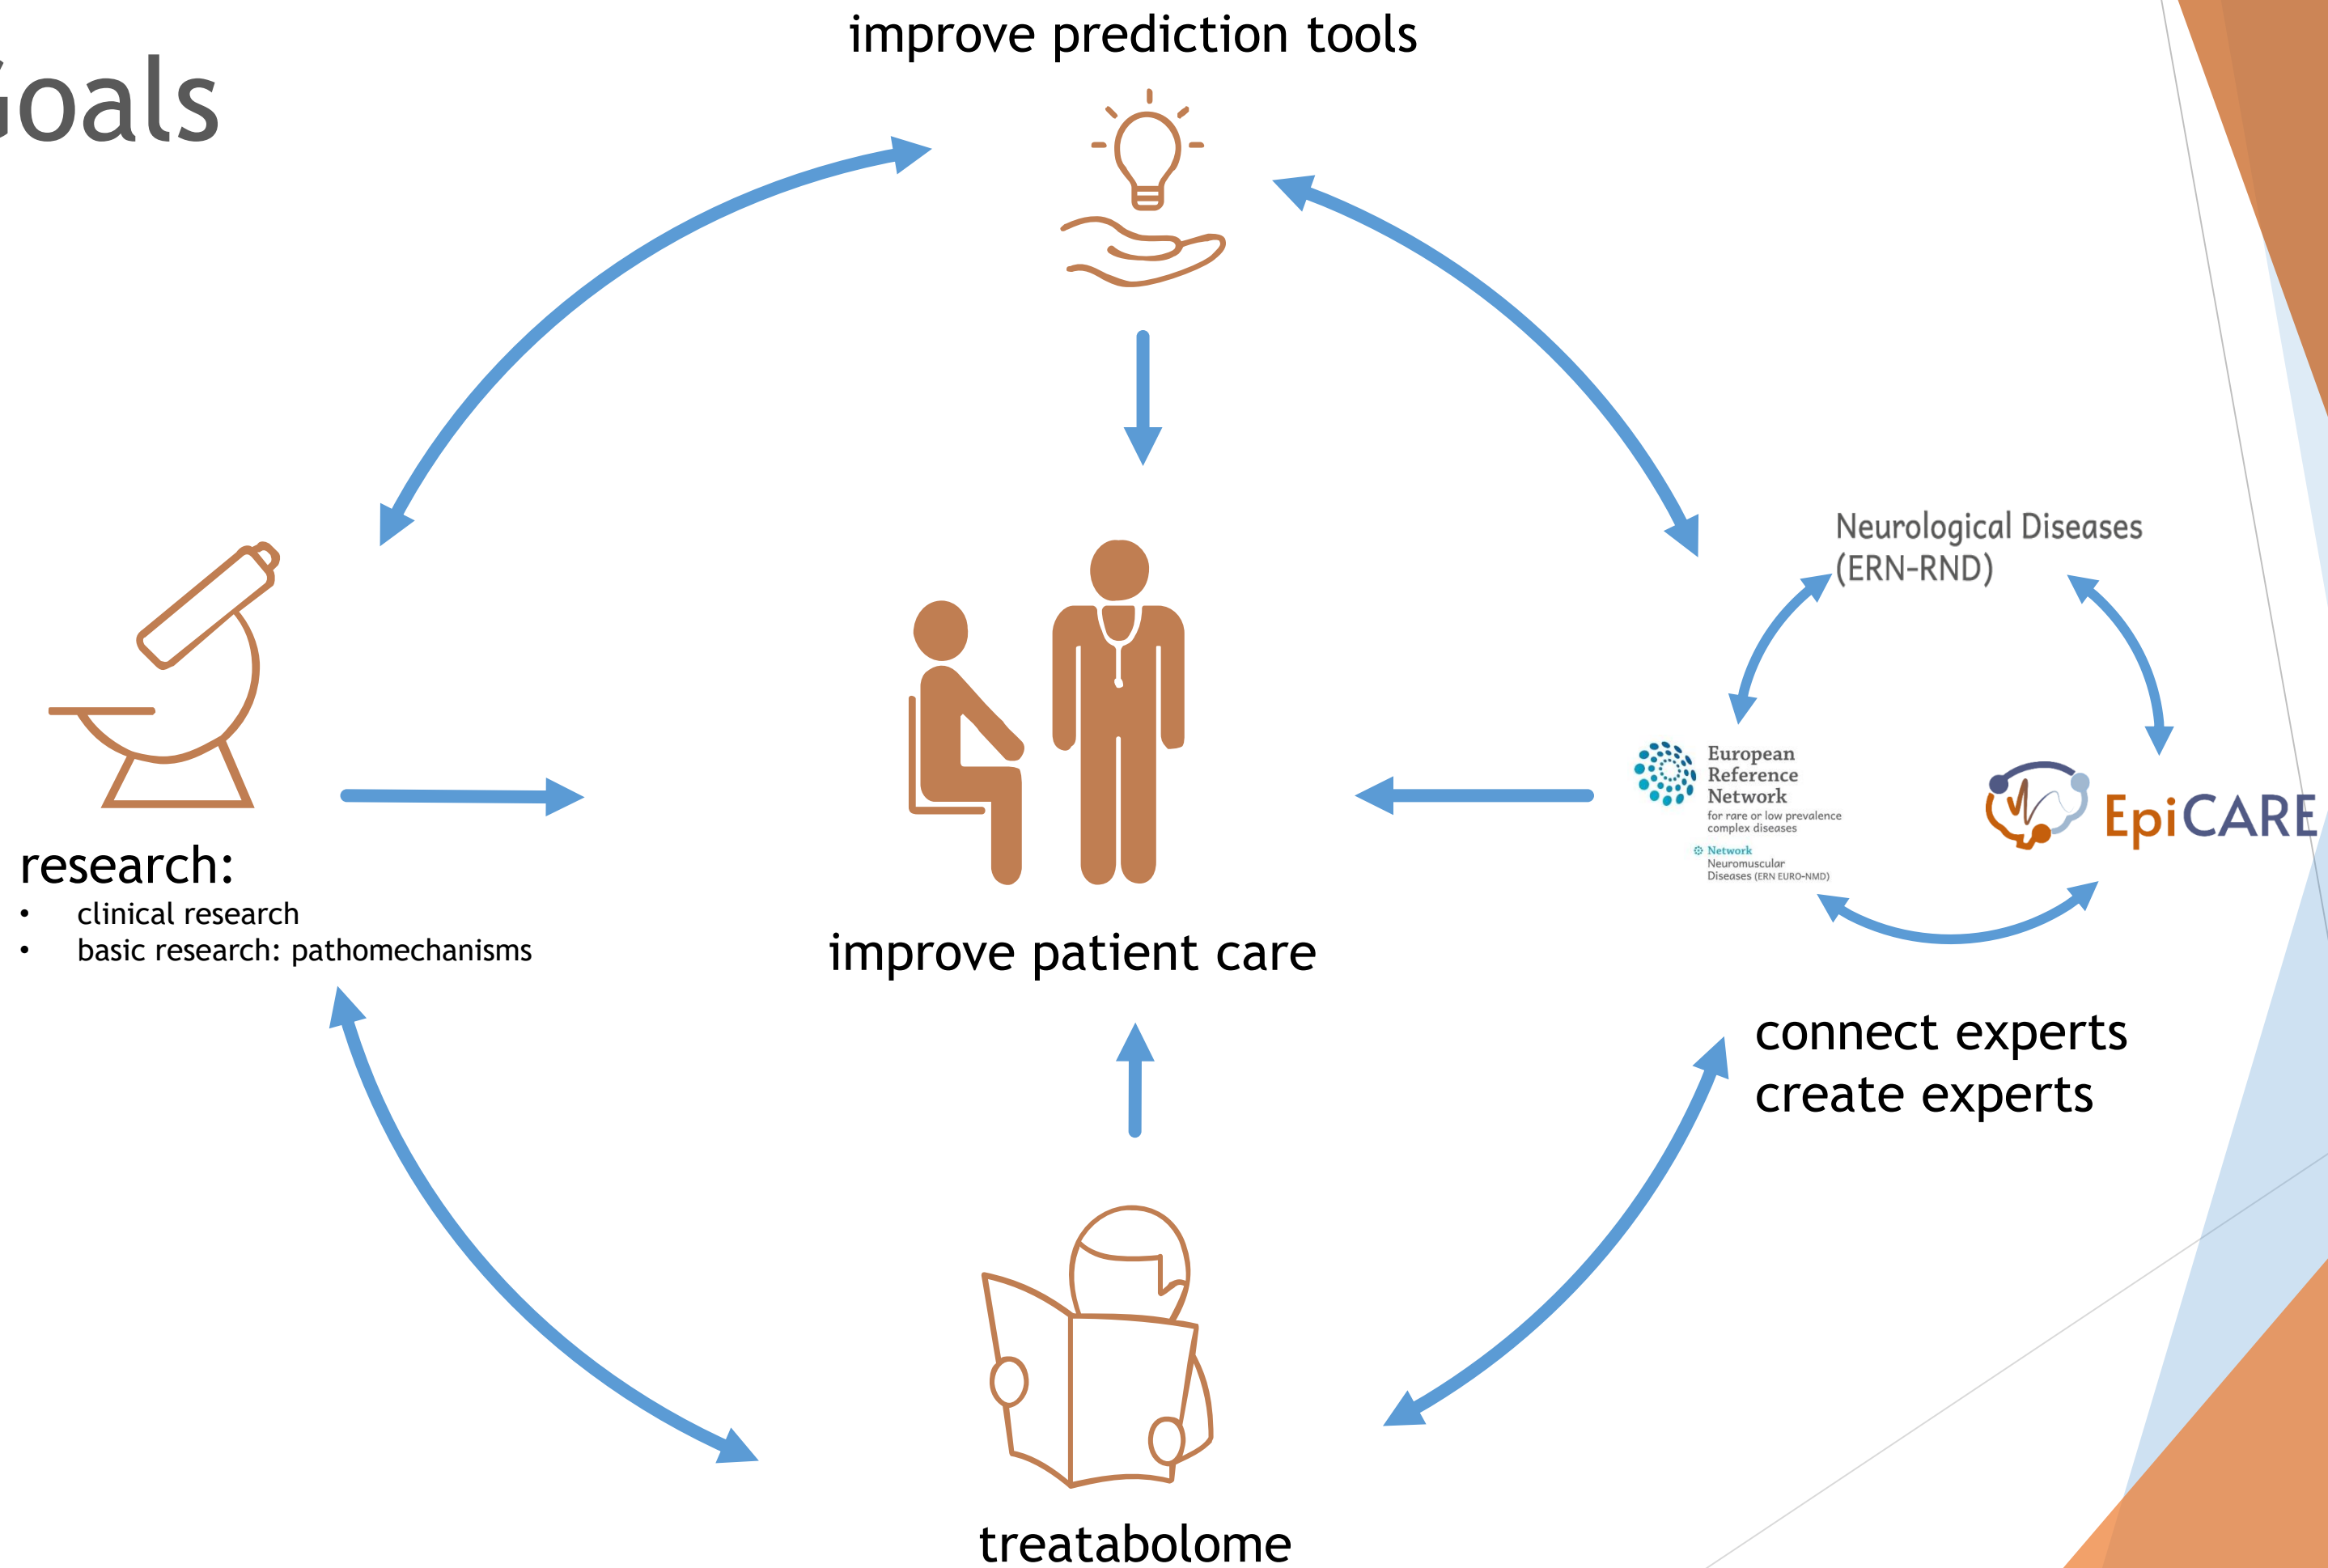 improve prediction tools
Goals
Neurological Diseases
(ERN-RND)
European
Reference
Network
for rare or low prevalence
complex diseases
Network
Neuromuscular
Diseases (ERN EURO-NMD)
EpiCARE
research:
• clinical research
• basic research: pathomechanisms
improve patient care
connect experts
create experts
treatabolome